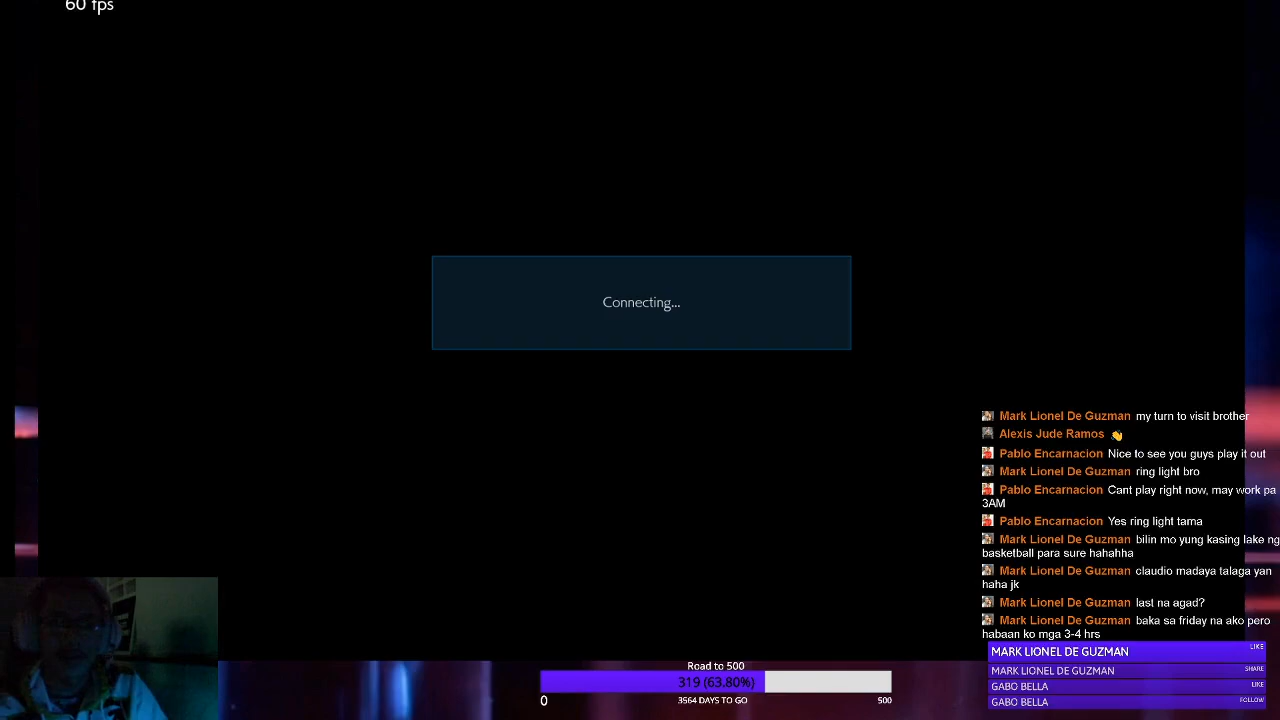 60 fps
Connecting...
Mark Lionel De Guzman my turn to visit brother
Alexis Jude Ramos 👏
Pablo Encarnacion Nice to see you guys play it out
Mark Lionel De Guzman ring light bro
Pablo Encarnacion Cant play right now, may work pa
3AM
Pablo Encarnacion Yes ring light tama
Mark Lionel De Guzman bilin mo yung kasing lake ng
basketball para sure hahahha
Mark Lionel De Guzman claudio madaya talaga yan
haha jk
Mark Lionel De Guzman last na agad?
Mark Lionel De Guzman baka sa friday na ako pero
habaan ko mga 3-4 hrs
MARK LIONEL DE GUZMAN LIKE
MARK LIONEL DE GUZMAN SHARE
GABO BELLA LIKE
GABO BELLA FOLLOW
Road to 500
319 (63.80%)
0 3564 DAYS TO GO 500